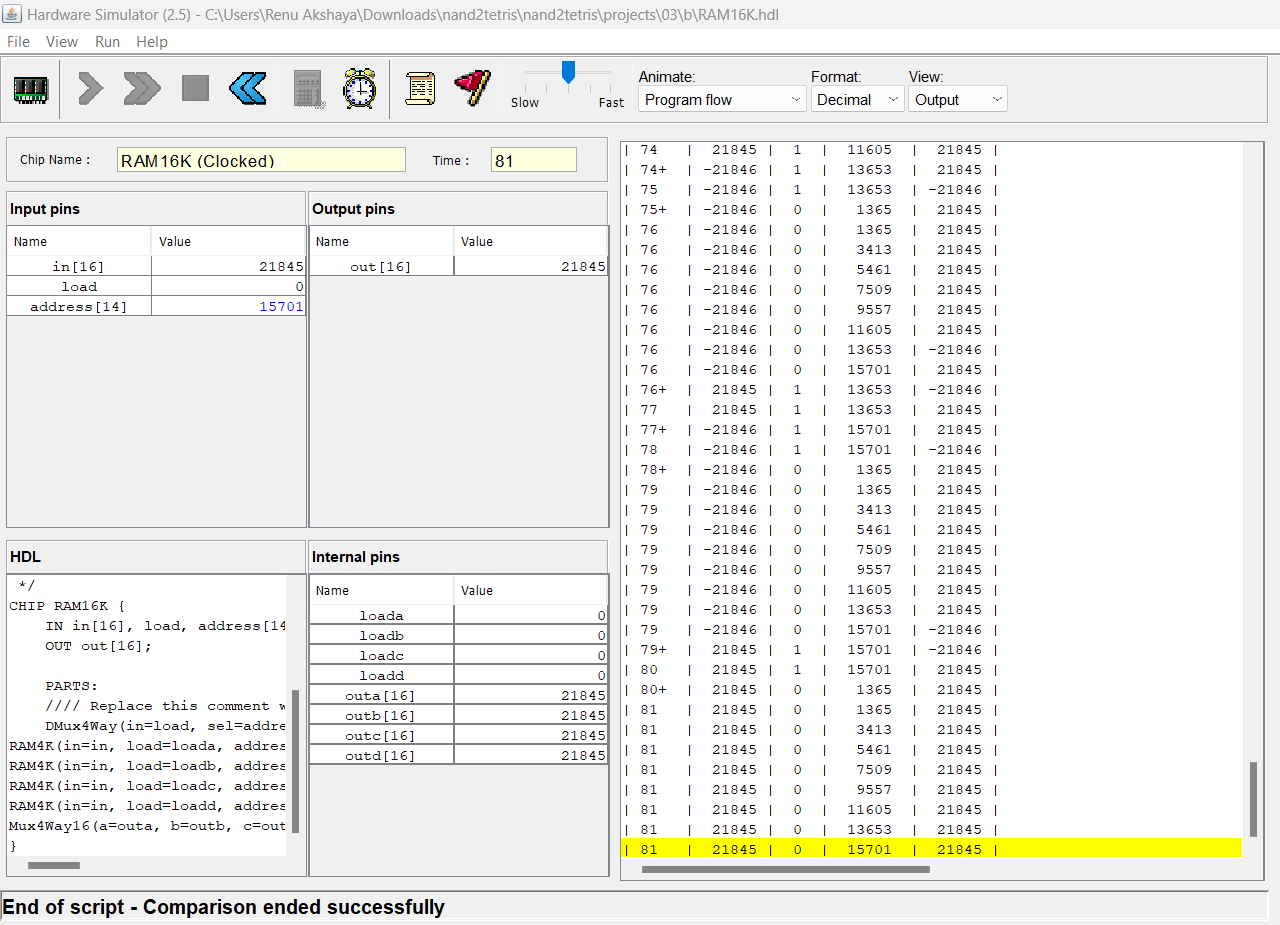 Hardware Simulator (2.5) - C:\Users\Renu Akshaya\Downloads\nand2tetris\nand2tetris\projects\03\b\RAM16K.hdl
File View Run Help
Slow Fast
Animate: Format: View:
Program flow Decimal Output
Chip Name : RAM16K (Clocked) Time : 81
Input pins
Name Value
in[16] 21845
load 0
address[14] 15701
Output pins
Name Value
out[16] 21845
HDL
*/
CHIP RAM16K {
IN in[16], load, address[14
OUT out[16];
PARTS:
//// Replace this comment w
DMux4Way(in=load, sel=addre
RAM4K(in=in, load=loada, addres
RAM4K(in=in, load=loadb, addres
RAM4K(in=in, load=loadc, addres
RAM4K(in=in, load=loadd, addres
Mux4Way16(a=outa, b=outb, c=out
}
Internal pins
Name Value
loada 0
loadb 0
loadc 0
loadd 0
outa[16] 21845
outb[16] 21845
outc[16] 21845
outd[16] 21845
| 74 | 21845 | 1 | 11605 | 21845 |
| 74+ | -21846 | 1 | 13653 | 21845 |
| 75 | -21846 | 1 | 13653 | -21846 |
| 75+ | -21846 | 0 | 1365 | 21845 |
| 76 | -21846 | 0 | 1365 | 21845 |
| 76 | -21846 | 0 | 3413 | 21845 |
| 76 | -21846 | 0 | 5461 | 21845 |
| 76 | -21846 | 0 | 7509 | 21845 |
| 76 | -21846 | 0 | 9557 | 21845 |
| 76 | -21846 | 0 | 11605 | 21845 |
| 76 | -21846 | 0 | 13653 | -21846 |
| 76 | -21846 | 0 | 15701 | 21845 |
| 76+ | 21845 | 1 | 13653 | -21846 |
| 77 | 21845 | 1 | 13653 | 21845 |
| 77+ | -21846 | 1 | 15701 | 21845 |
| 78 | -21846 | 1 | 15701 | -21846 |
| 78+ | -21846 | 0 | 1365 | 21845 |
| 79 | -21846 | 0 | 1365 | 21845 |
| 79 | -21846 | 0 | 3413 | 21845 |
| 79 | -21846 | 0 | 5461 | 21845 |
| 79 | -21846 | 0 | 7509 | 21845 |
| 79 | -21846 | 0 | 9557 | 21845 |
| 79 | -21846 | 0 | 11605 | 21845 |
| 79 | -21846 | 0 | 13653 | 21845 |
| 79 | -21846 | 0 | 15701 | -21846 |
| 79+ | 21845 | 1 | 15701 | -21846 |
| 80 | 21845 | 1 | 15701 | 21845 |
| 80+ | 21845 | 0 | 1365 | 21845 |
| 81 | 21845 | 0 | 1365 | 21845 |
| 81 | 21845 | 0 | 3413 | 21845 |
| 81 | 21845 | 0 | 5461 | 21845 |
| 81 | 21845 | 0 | 7509 | 21845 |
| 81 | 21845 | 0 | 9557 | 21845 |
| 81 | 21845 | 0 | 11605 | 21845 |
| 81 | 21845 | 0 | 13653 | 21845 |
| 81 | 21845 | 0 | 15701 | 21845 |
End of script - Comparison ended successfully